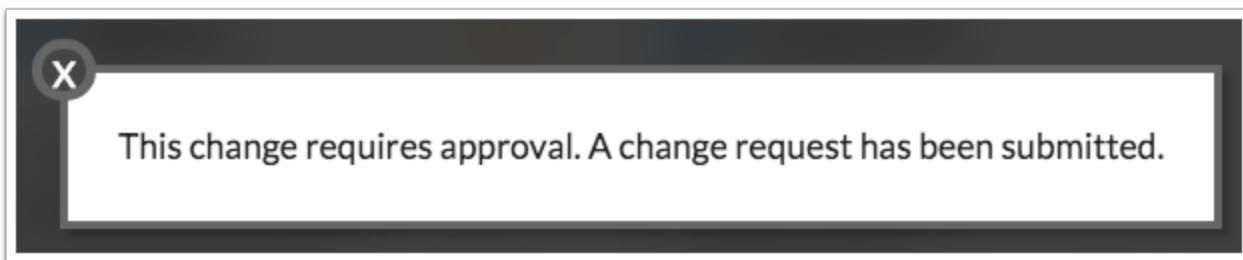 X
This change requires approval. A change request has been submitted.